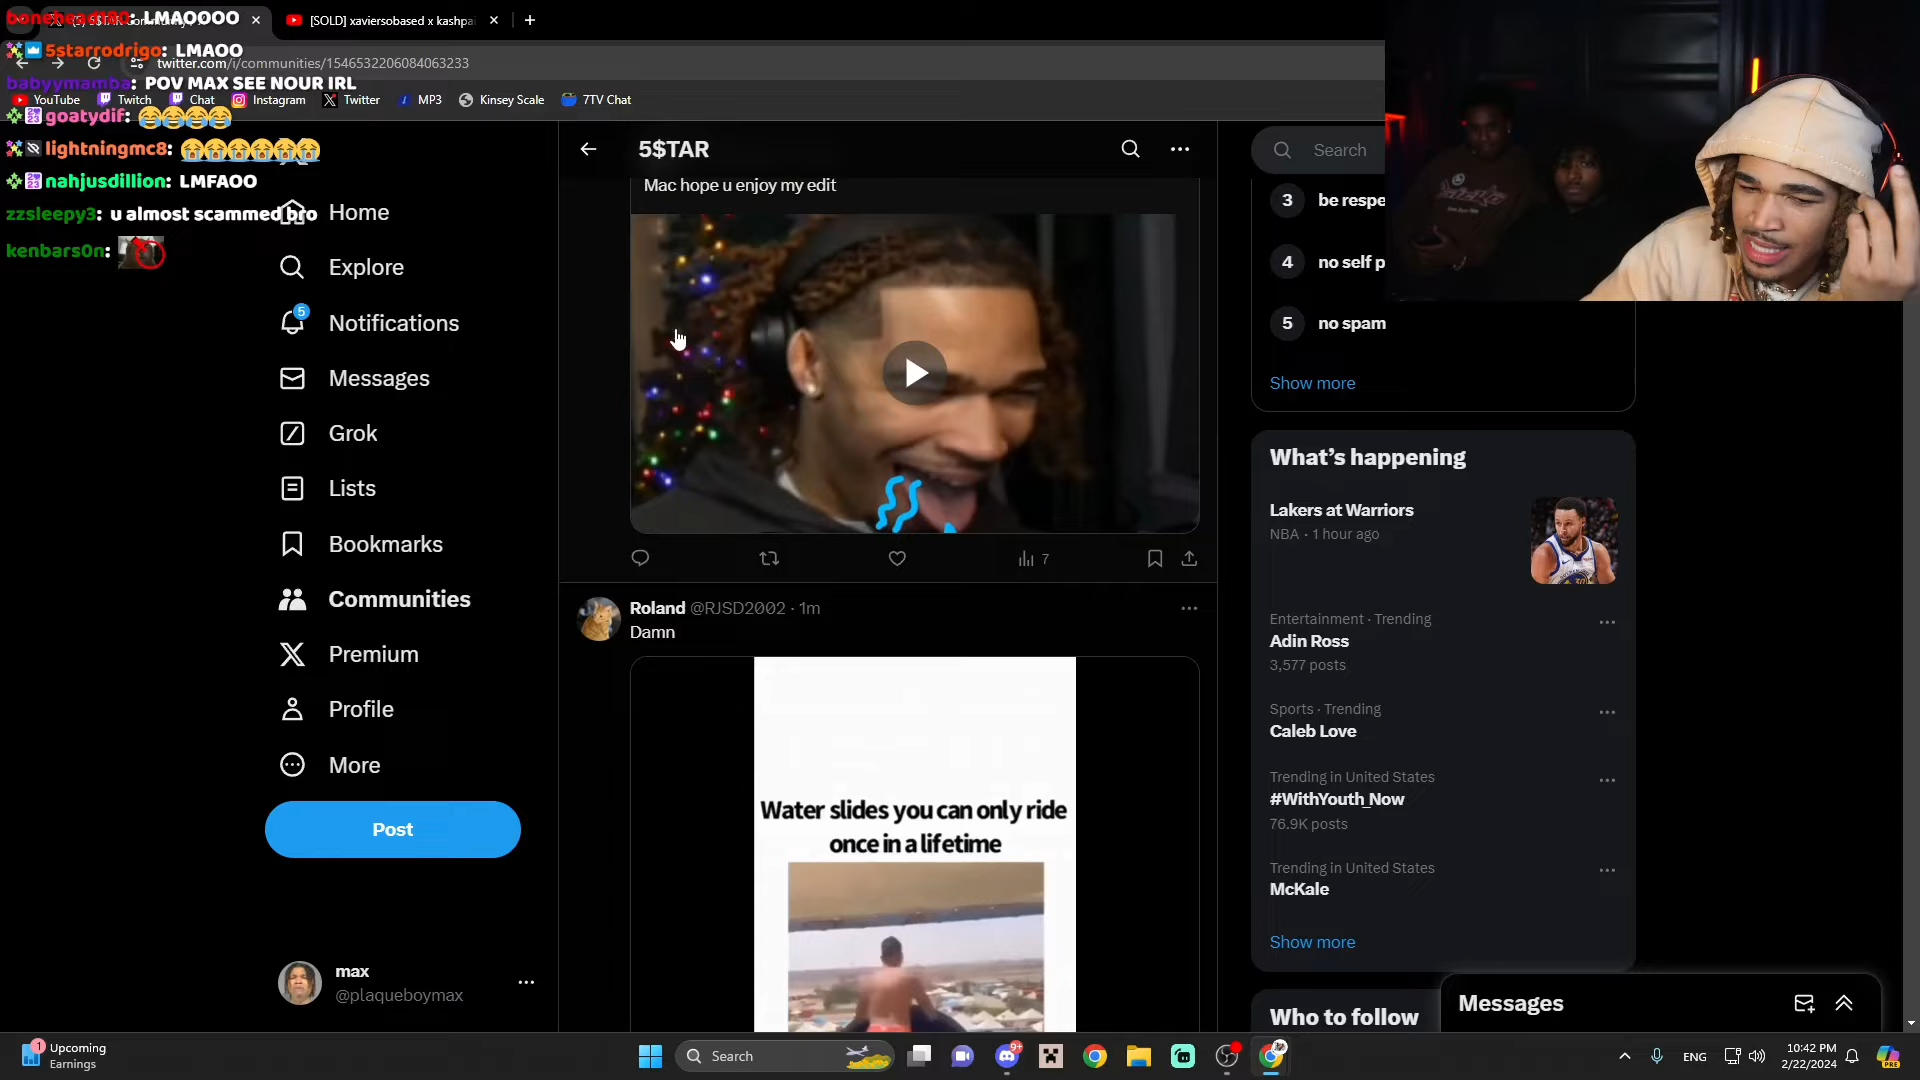 bonehead180: LMAOOOO
5starrodrigo: LMAOO
babyymamba: POV MAX SEE NOUR IRL
goatydif: 😂😂😂😂
lightningmc8: 😭😭😭😭😭😭
nahjusdillion: LMFAOO
zzsleepy3: u almost scammed bro
kenbars0n:
[SOLD] xaviersobased x kashpa
twitter.com/i/communities/1546532206084063233
YouTube
Twitch
Chat
Instagram
Twitter
MP3
Kinsey Scale
7TV Chat
Home
Explore
5
Notifications
Messages
Grok
Lists
Bookmarks
Communities
Premium
Profile
More
Post
max
@plaqueboymax
5$TAR
Mac hope u enjoy my edit
7
Roland @RJSD2002 · 1m
Damn
Water slides you can only ride
once in a lifetime
Search
3 be respe
4 no self p
5 no spam
Show more
What's happening
Lakers at Warriors
NBA · 1 hour ago
Entertainment · Trending
Adin Ross
3,577 posts
Sports · Trending
Caleb Love
Trending in United States
#WithYouth_Now
76.9K posts
Trending in United States
McKale
Show more
Who to follow
Messages
1
Upcoming
Earnings
Search
9+
ENG
10:42 PM
2/22/2024
PRE